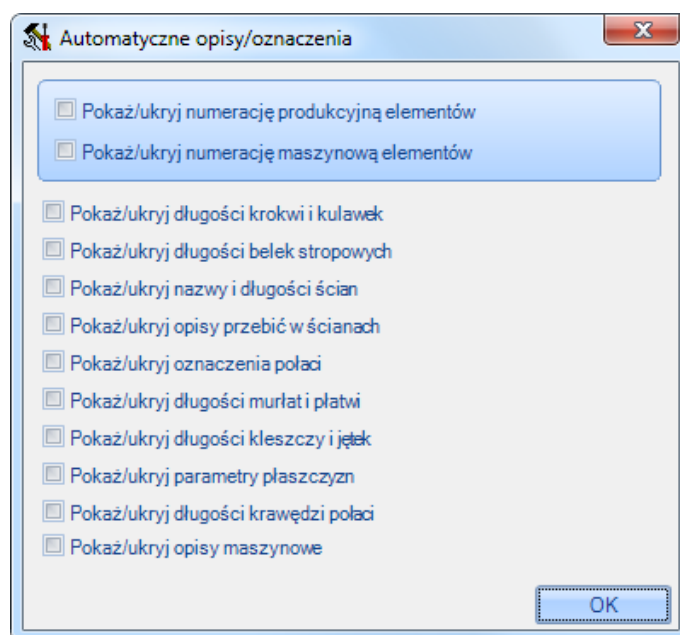 Automatyczne opisy/oznaczenia
Pokaż/ukryj numerację produkcyjną elementów
Pokaż/ukryj numerację maszynową elementów
Pokaż/ukryj długości krokwi i kulawek
Pokaż/ukryj długości belek stropowych
Pokaż/ukryj nazwy i długości ścian
Pokaż/ukryj opisy przebić w ścianach
Pokaż/ukryj oznaczenia połaci
Pokaż/ukryj długości murłat i płatwi
Pokaż/ukryj długości kleszczy i jętek
Pokaż/ukryj parametry płaszczyzn
Pokaż/ukryj długości krawędzi połaci
Pokaż/ukryj opisy maszynowe
OK